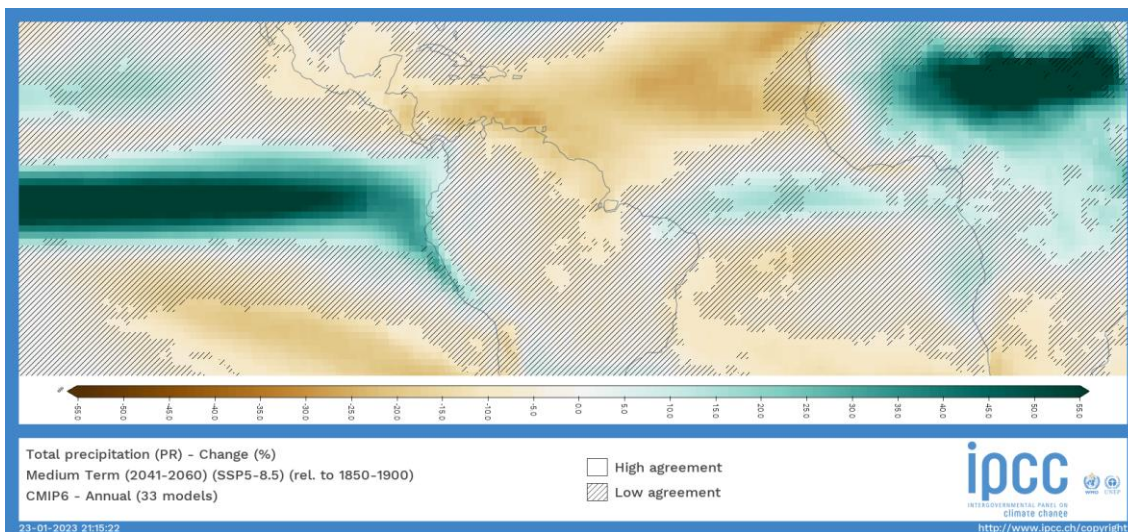 %
-55.0 -50.0 -45.0 -40.0 -35.0 -30.0 -25.0 -20.0 -15.0 -10.0 -5.0 0.0 5.0 10.0 15.0 20.0 25.0 30.0 35.0 40.0 45.0 50.0 55.0
Total precipitation (PR) - Change (%)
Medium Term (2041-2060) (SSP5-8.5) (rel. to 1850-1900)
CMIP6 - Annual (33 models)
High agreement
Low agreement
ipcc
INTERGOVERNMENTAL PANEL ON
climate change
WMO UNEP
23-01-2023 21:15:22
http://www.ipcc.ch/copyright